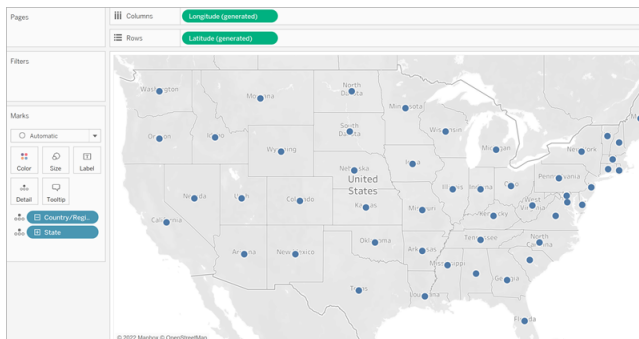 Pages
Columns
Longitude (generated)
Rows
Latitude (generated)
Filters
Marks
Automatic
Color
Size
Label
Detail
Tooltip
Country/Regi..
State
Washington
Montana
North
Dakota
Minnesota
Oregon
Idaho
South
Dakota
Wisconsin
Wyoming
Michigan
New York
Nebraska
Iowa
Pennsylvania
United
States
Illinois
Indiana
Ohio
Nevada
Utah
Colorado
Kansas
Missouri
West
Virginia
Kentucky
California
Oklahoma
Tennessee
North
Carolina
Arizona
New Mexico
Arkansas
Mississippi
Georgia
Texas
Louisiana
Florida
© 2022 Mapbox © OpenStreetMap